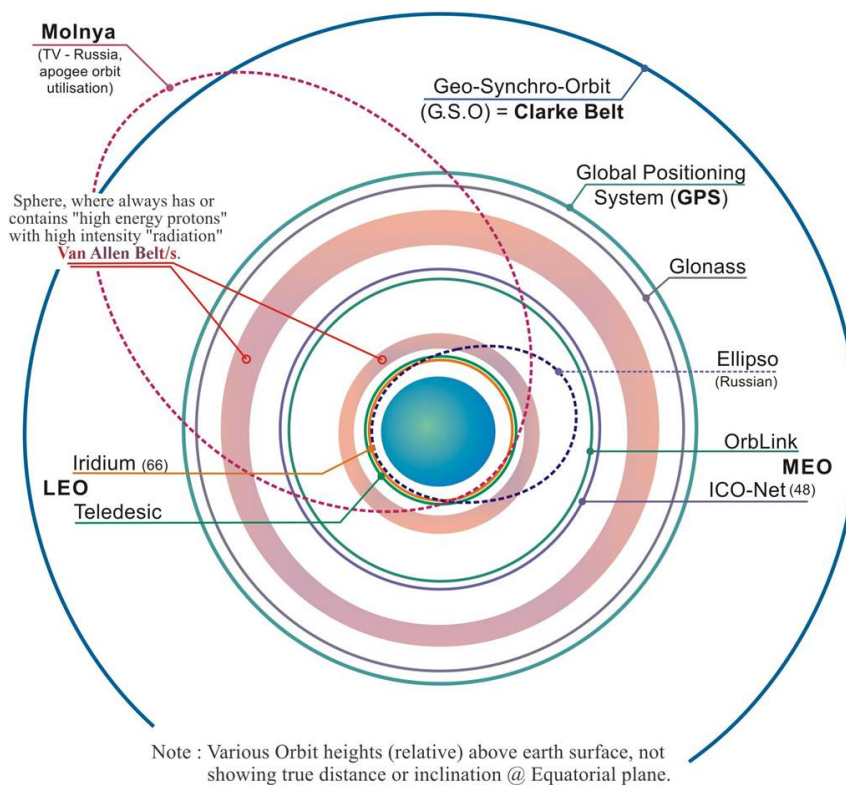 Molnya
(TV - Russia,
apogee orbit
utilisation)
Geo-Synchro-Orbit
(G.S.O) = Clarke Belt
Global Positioning
System (GPS)
Sphere, where always has or
contains "high energy protons"
with high intensity "radiation"
Van Allen Belt/s.
Glonass
Ellipso
(Russian)
OrbLink
MEO
ICO-Net (48)
Iridium (66)
LEO
Teledesic
Note : Various Orbit heights (relative) above earth surface, not
showing true distance or inclination @ Equatorial plane.